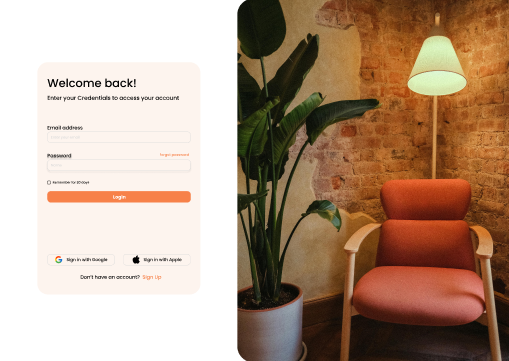 Welcome back!
Enter your Credentials to access your account
Email address
Password
forgot password
Remember for 30 days
Login
Sign in with Google
Sign in with Apple
Don't have an account? Sign Up